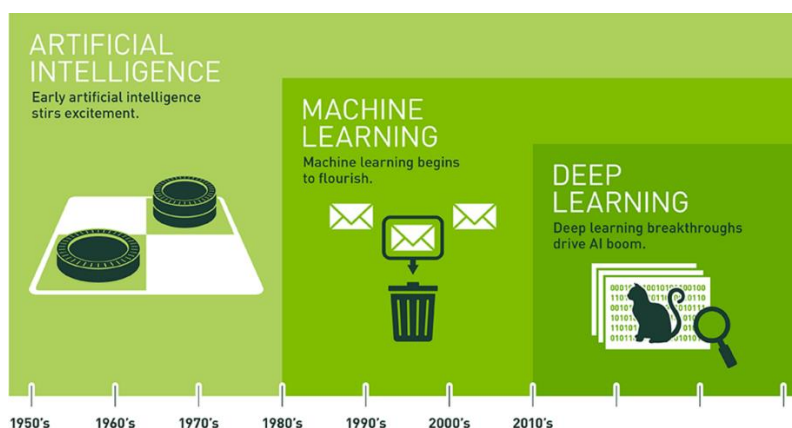 ARTIFICIAL
INTELLIGENCE
Early artificial intelligence
stirs excitement.
MACHINE
LEARNING
Machine learning begins
to flourish.
DEEP
LEARNING
Deep learning breakthroughs
drive AI boom.
1950's 1960's 1970's 1980's 1990's 2000's 2010's